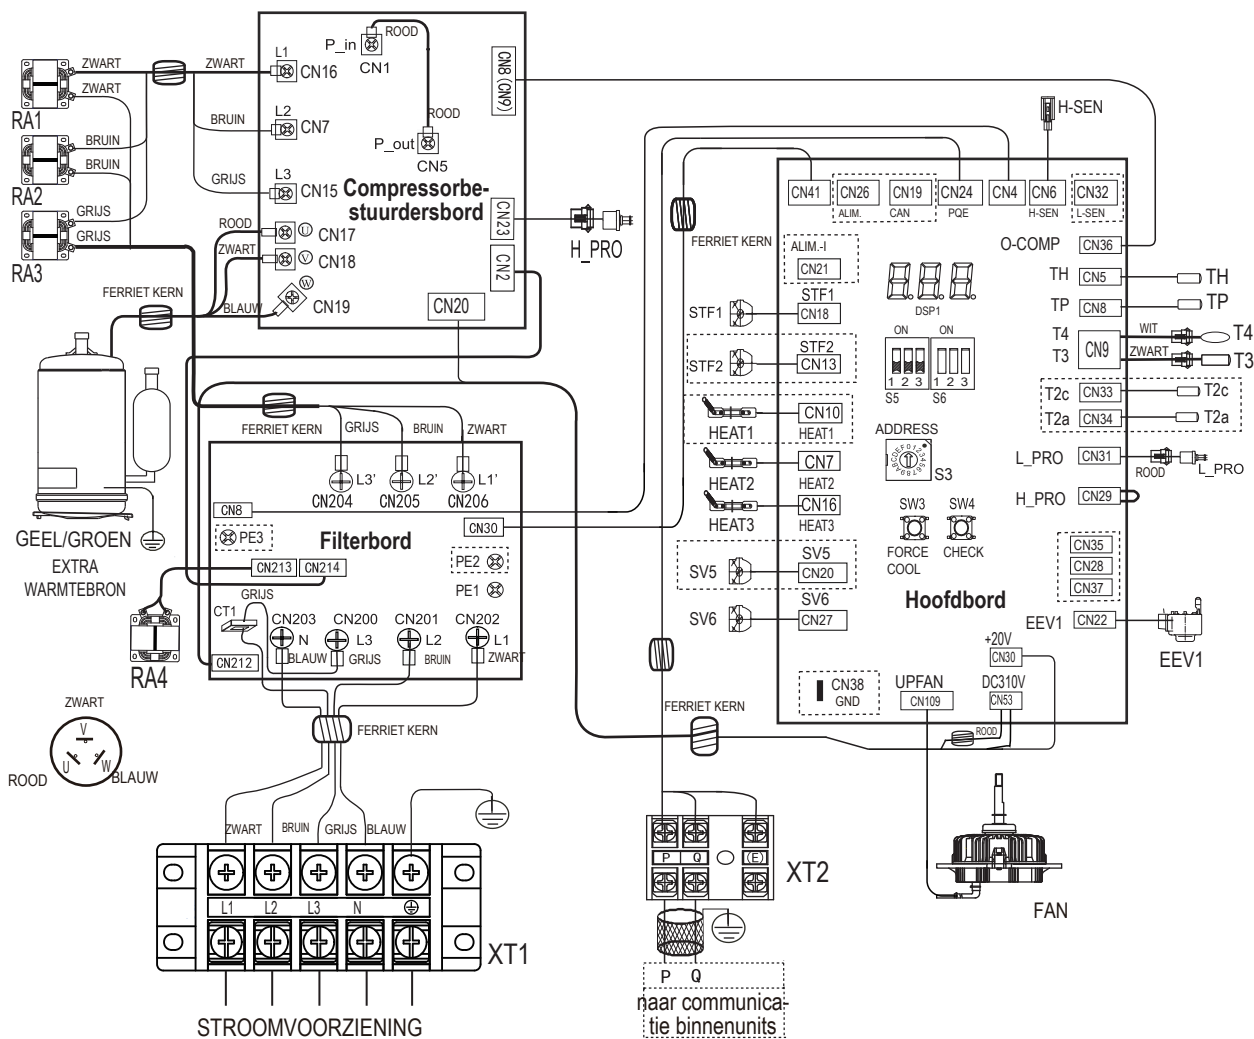 ZWART
ZWART
RA1
BRUIN
BRUIN
RA2
GRIJS
GRIJS
RA3
ZWART
BRUIN
GRIJS
L1
CN16
L2
CN7
L3
CN15
P_in
CN1
ROOD
ROOD
P_out
CN5
CN8 (CN9)
Compressorbe-
stuurdersbord
ROOD
U
CN17
ZWART
V
CN18
W
BLAUW
CN19
CN23
CN2
CN20
H_PRO
FERRIET KERN
GEEL/GROEN
EXTRA
WARMTEBRON
FERRIET KERN
GRIJS
BRUIN
ZWART
L3'
L2'
L1'
CN204
CN205
CN206
CN8
CN30
PE3
Filterbord
PE2
PE1
CN213
CN214
GRIJS
CT1
CN203
CN200
CN201
CN202
N
L3
L2
L1
BLAUW
GRIJS
BRUIN
ZWART
CN212
RA4
FERRIET KERN
ZWART
V
U
W
ROOD
BLAUW
ZWART
BRUIN
GRIJS
BLAUW
L1
L2
L3
N
XT1
STROOMVOORZIENING
FERRIET KERN
H-SEN
CN41
CN26
CN19
CN24
CN4
CN6
CN32
ALIM.
CAN
PQE
H-SEN
L-SEN
ALIM.-I
CN21
STF1
STF1
CN18
STF2
STF2
CN13
CN10
HEAT1
HEAT1
CN7
HEAT2
HEAT2
CN16
HEAT3
HEAT3
SV5
SV5
CN20
SV6
SV6
CN27
CN38
GND
DSP1
ON
ON
1 2 3
1 2 3
S5
S6
ADDRESS
0123456789ABCDEF
S3
SW3
SW4
FORCE
COOL
CHECK
Hoofdbord
O-COMP
CN36
TH
CN5
TH
TP
CN8
TP
T4
T3
CN9
WIT
T4
ZWART
T3
T2c
CN33
T2c
T2a
CN34
T2a
L_PRO
CN31
ROOD
L_PRO
H_PRO
CN29
CN35
CN28
CN37
EEV1
CN22
EEV1
+20V
CN30
UPFAN
CN109
DC310V
CN53
ROOD
FERRIET KERN
FAN
P
Q
(E)
XT2
P
Q
naar communica-
tie binnenunits